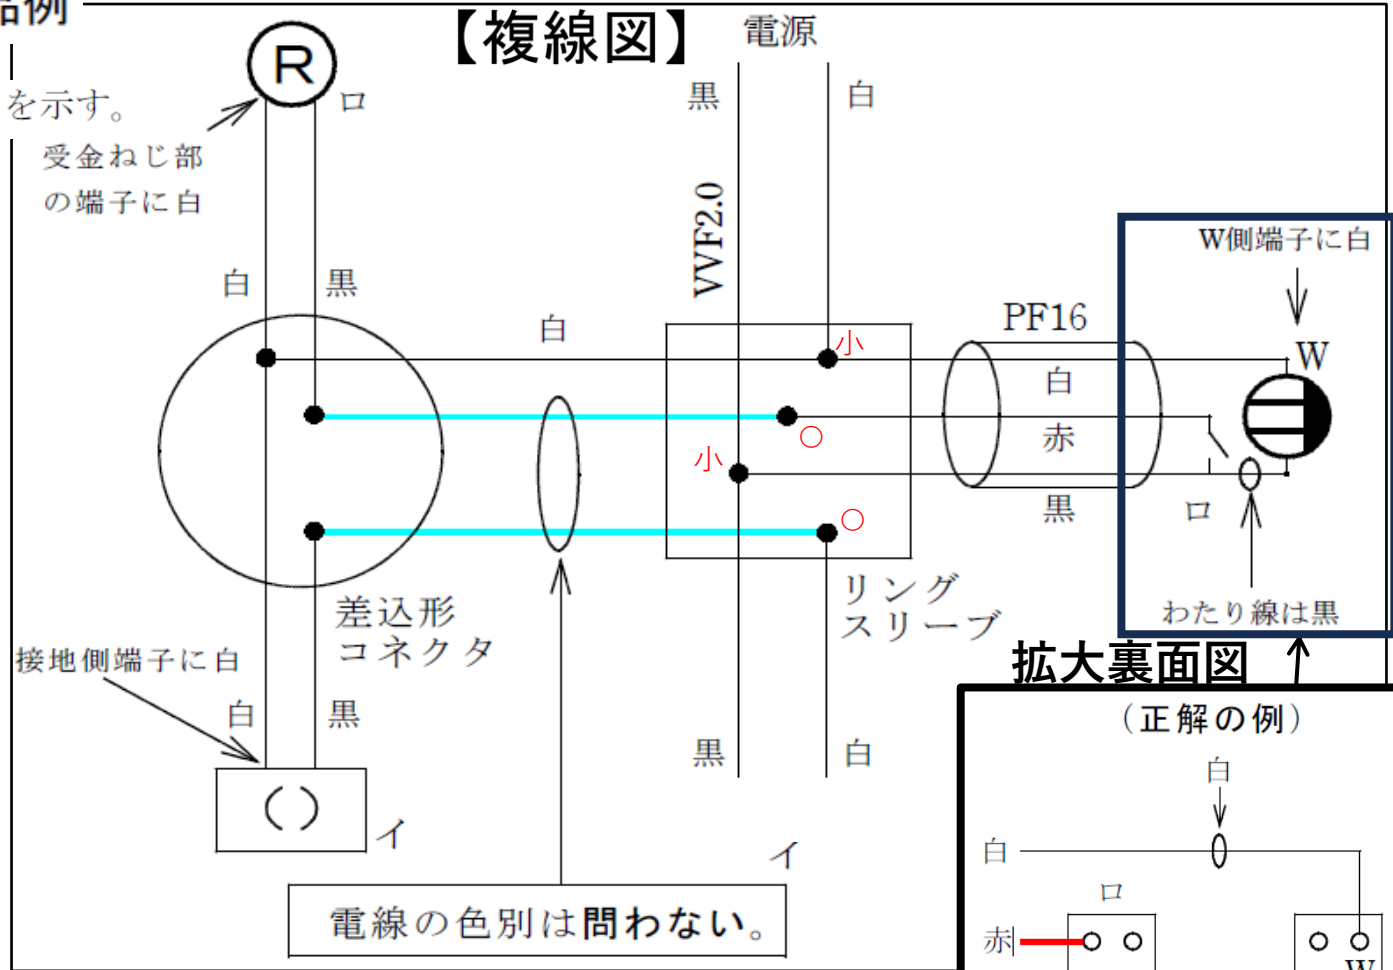 品例
【複線図】
電源
R
ロ
黒
白
を示す。
受金ねじ部
の端子に白
VVF2.0
W側端子に白
白
黒
白
PF16
小
W
白
○
赤
小
黒
ロ
○
差込形
コネクタ
リング
スリーブ
わたり線は黒
接地側端子に白
拡大裏面図
白
黒
(正解の例)
黒
白
白
イ
イ
白
ロ
電線の色別は問わない。
赤
W